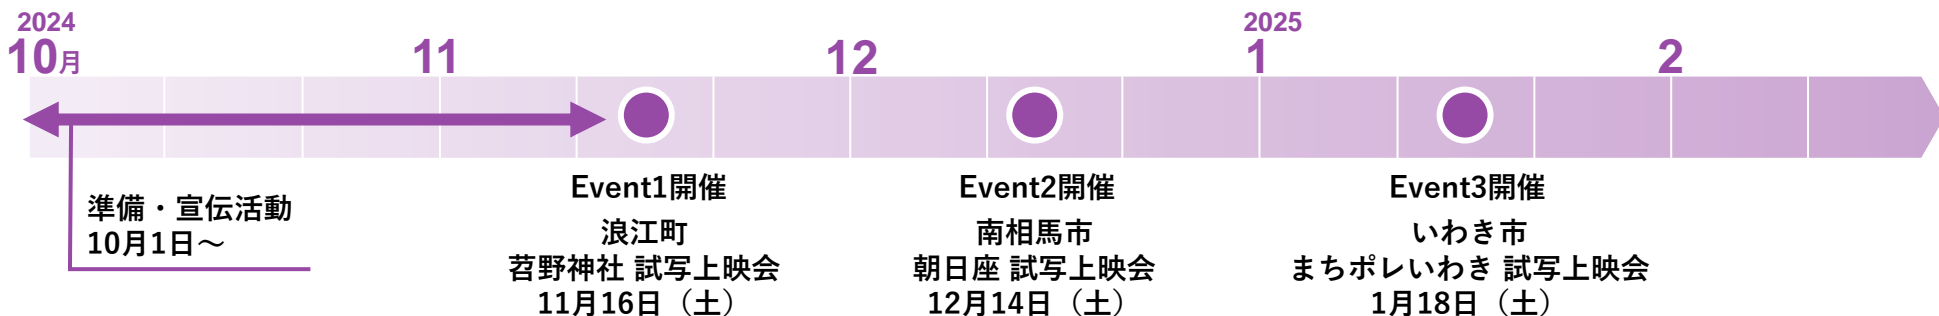 2024
10月
11
12
2025
1
2
準備・宣伝活動
10月1日～
Event1開催
浪江町
苕野神社 試写上映会
11月16日（土）
Event2開催
南相馬市
朝日座 試写上映会
12月14日（土）
Event3開催
いわき市
まちポレいわき 試写上映会
1月18日（土）